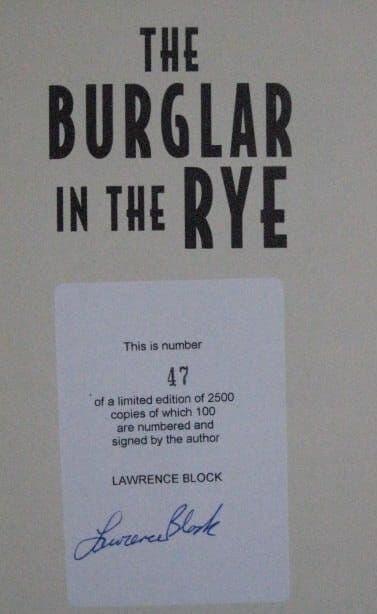 THE
BURGLAR
IN THE RYE
This is number
47
of a limited edition of 2500
copies of which 100
are numbered and
signed by the author
LAWRENCE BLOCK
Lawrence Block